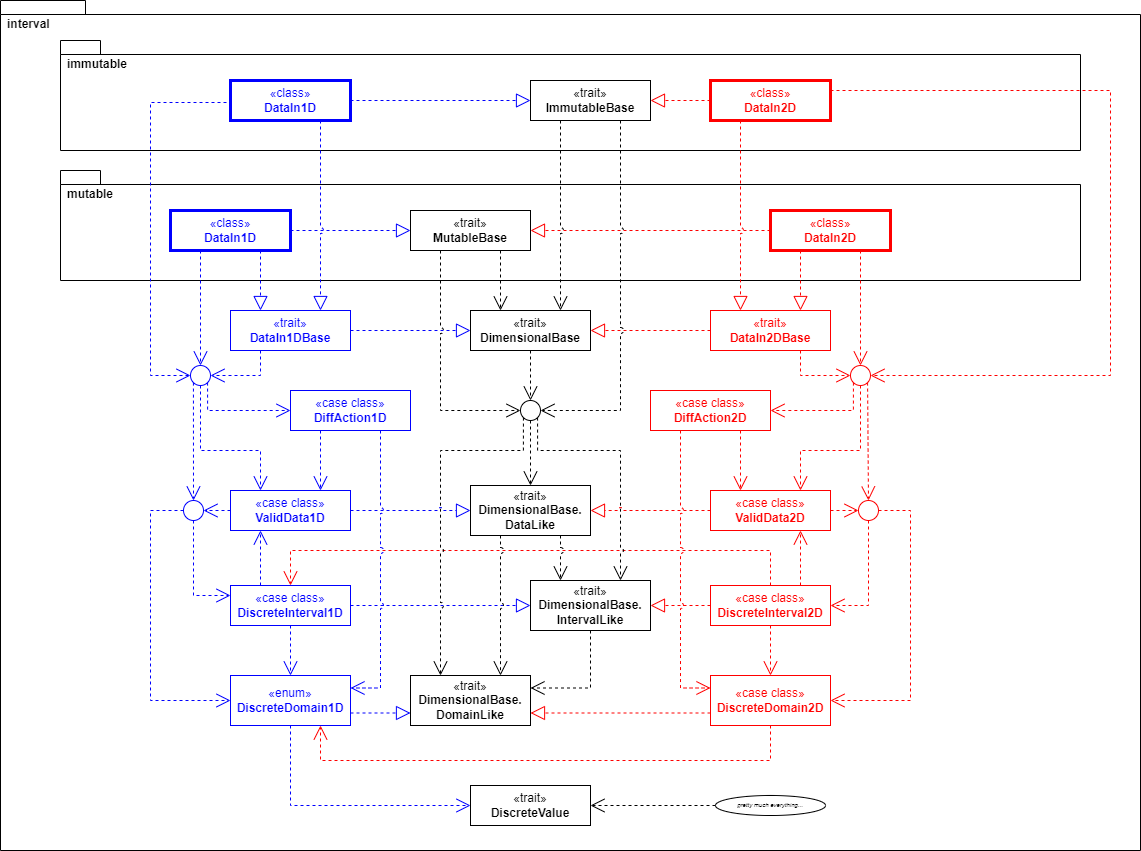 interval
immutable
«class»
DataIn1D
«trait»
ImmutableBase
«class»
DataIn2D
mutable
«class»
DataIn1D
«trait»
MutableBase
«class»
DataIn2D
«trait»
DataIn1DBase
«trait»
DimensionalBase
«trait»
DataIn2DBase
«case class»
DiffAction1D
«case class»
DiffAction2D
«case class»
ValidData1D
«trait»
DimensionalBase.
DataLike
«case class»
ValidData2D
«case class»
DiscreteInterval1D
«trait»
DimensionalBase.
IntervalLike
«case class»
DiscreteInterval2D
«enum»
DiscreteDomain1D
«trait»
DimensionalBase.
DomainLike
«case class»
DiscreteDomain2D
«trait»
DiscreteValue
pretty much everything...